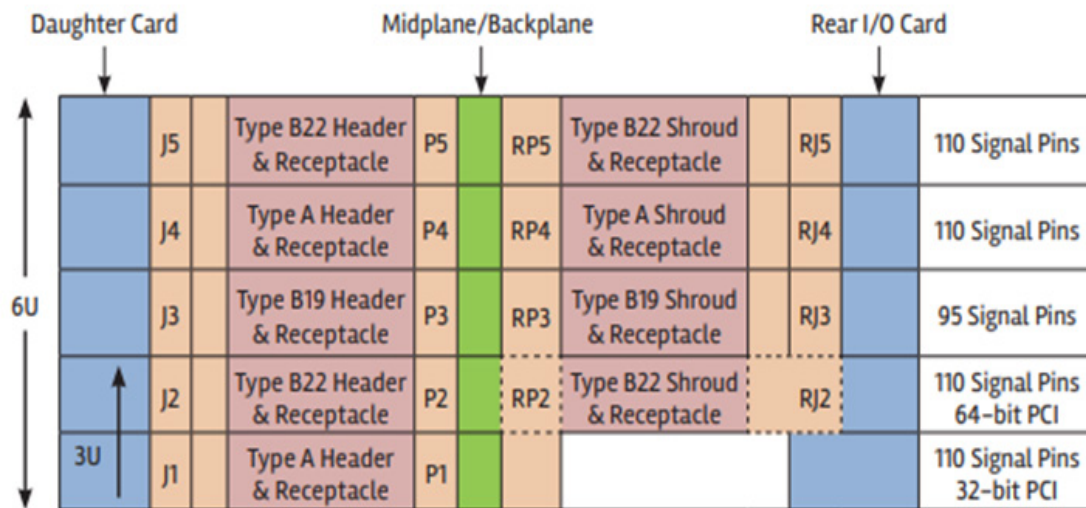 Daughter Card Midplane/Backplane Rear I/O Card
6U
J5 Type B22 Header & Receptacle P5 RP5 Type B22 Shroud & Receptacle RJ5 110 Signal Pins
J4 Type A Header & Receptacle P4 RP4 Type A Shroud & Receptacle RJ4 110 Signal Pins
J3 Type B19 Header & Receptacle P3 RP3 Type B19 Shroud & Receptacle RJ3 95 Signal Pins
J2 Type B22 Header & Receptacle P2 RP2 Type B22 Shroud & Receptacle RJ2 110 Signal Pins 64-bit PCI
3U J1 Type A Header & Receptacle P1 110 Signal Pins 32-bit PCI